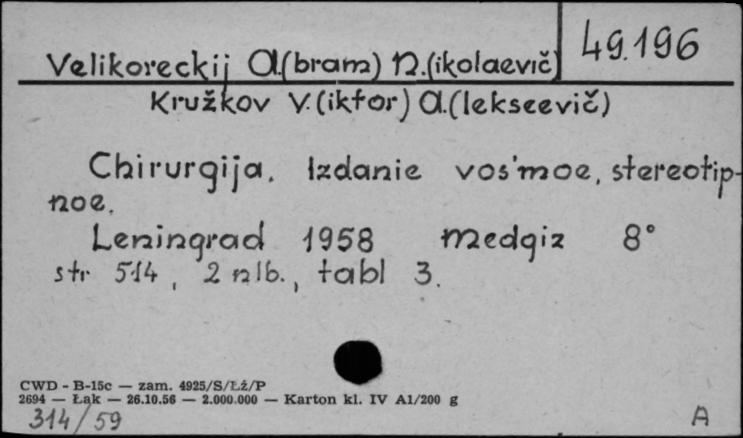 49.196
Velikoreckij A.(bram) N.(ikolaevič)
Kružkov V.(iktor) A.(lekseevič)
Chirurgija. Izdanie vos'moe, stereotip-
noe.
Leningrad 1958 Medgiz 8°
str 514, 2 nlb., tabl 3.
CWD - B-15c — zam. 4925/S/Łż/P
2694 — Łąk — 26.10.56 — 2.000.000 — Karton kl. IV A1/200 g
314/59 A